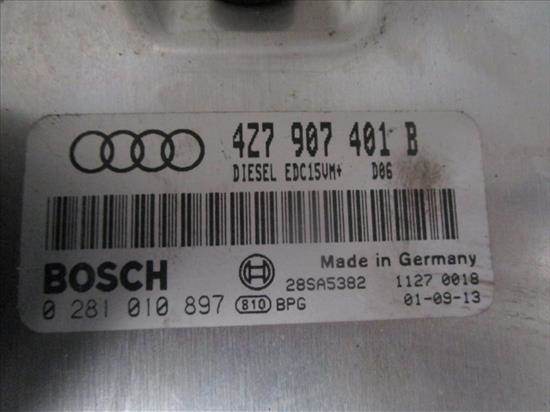 4Z7 907 401 B
DIESEL EDC15VM+ D06
BOSCH
Made in Germany
28SA5382 1127 0018
0 281 010 897 810 BPG 01-09-13